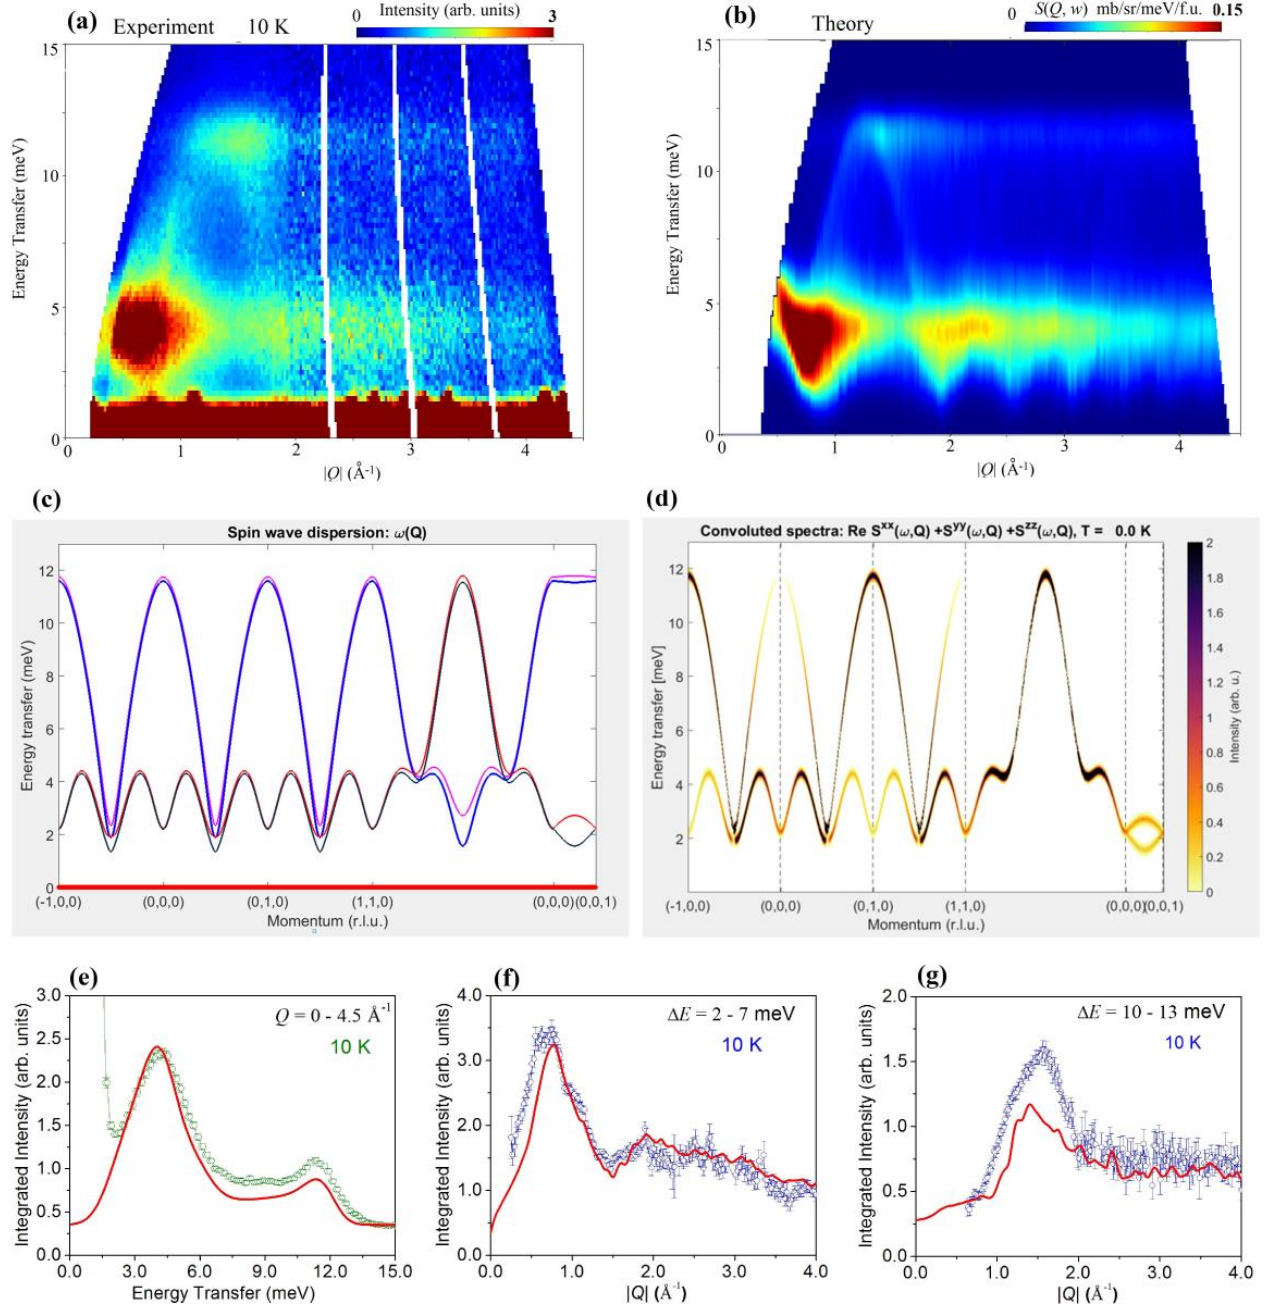 (a)
Experiment 10 K
0 Intensity (arb. units) 3
15
10
5
0
Energy Transfer (meV)
0 1 2 3 4
|Q| (Å-1)
(b)
Theory
0 S(Q, w) mb/sr/meV/f.u. 0.15
15
10
5
0
Energy Transfer (meV)
0 1 2 3 4
|Q| (Å-1)
(c)
Spin wave dispersion: ω(Q)
12
10
8
6
4
2
0
Energy transfer (meV)
(-1,0,0) (0,0,0) (0,1,0) (1,1,0) (0,0,0)(0,0,1)
Momentum (r.l.u.)
(d)
Convoluted spectra: Re Sxx(ω,Q) +Syy(ω,Q) +Szz(ω,Q), T = 0.0 K
12
10
8
6
4
2
Energy transfer [meV]
(-1,0,0) (0,0,0) (0,1,0) (1,1,0) (0,0,0)(0,0,1)
Momentum (r.l.u.)
2
1.8
1.6
1.4
1.2
1
0.8
0.6
0.4
0.2
0
Intensity (arb. u.)
(e)
Q = 0 - 4.5 Å-1
10 K
3.0
2.5
2.0
1.5
1.0
0.5
0.0
Integrated Intensity (arb. units)
0.0 3.0 6.0 9.0 12.0 15.0
Energy Transfer (meV)
(f)
ΔE = 2 - 7 meV
10 K
4.0
3.0
2.0
1.0
0.0
Integrated Intensity (arb. units)
0.0 1.0 2.0 3.0 4.0
|Q| (Å-1)
(g)
ΔE = 10 - 13 meV
10 K
2.0
1.5
1.0
0.5
0.0
Integrated Intensity (arb. units)
0.0 1.0 2.0 3.0 4.0
|Q| (Å-1)